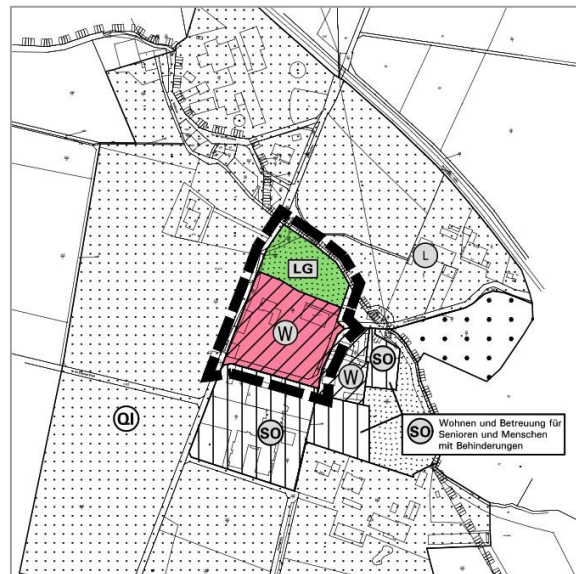 L
LG
W
W
SO
QI
SO
SO
Wohnen und Betreuung für
Senioren und Menschen
mit Behinderungen